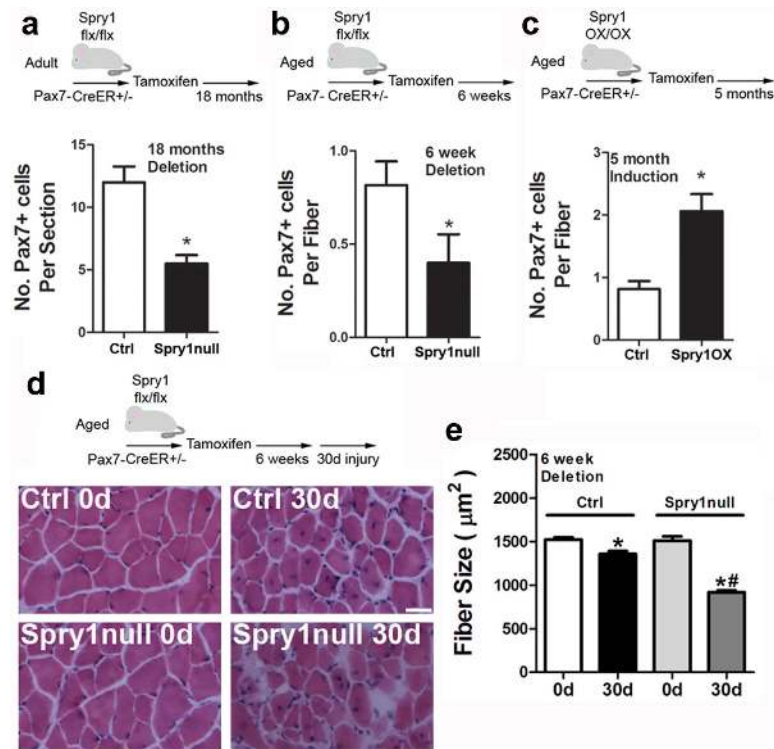 a
Spry1
flx/flx
Adult
Tamoxifen
Pax7-CreER+/-
18 months
15
10
5
0
No. Pax7+ cells
Per Section
18 months
Deletion
*
Ctrl
Spry1null
b
Spry1
flx/flx
Aged
Tamoxifen
Pax7- CreER+/-
6 weeks
1.0
0.5
0.0
No. Pax7+ cells
Per Fiber
6 week
Deletion
*
Ctrl
Spry1null
c
Spry1
OX/OX
Aged
Tamoxifen
Pax7-CreER+/-
5 months
3
2
1
0
No. Pax7+ cells
Per Fiber
5 month
Induction
*
Ctrl
Spry1OX
d
Spry1
flx/flx
Aged
Tamoxifen
Pax7-CreER+/-
6 weeks
30d injury
Ctrl 0d
Ctrl 30d
Spry1null 0d
Spry1null 30d
e
2500
2000
1500
1000
500
0
Fiber Size ( μm²)
6 week
Deletion
Ctrl
Spry1null
*
*#
0d
30d
0d
30d